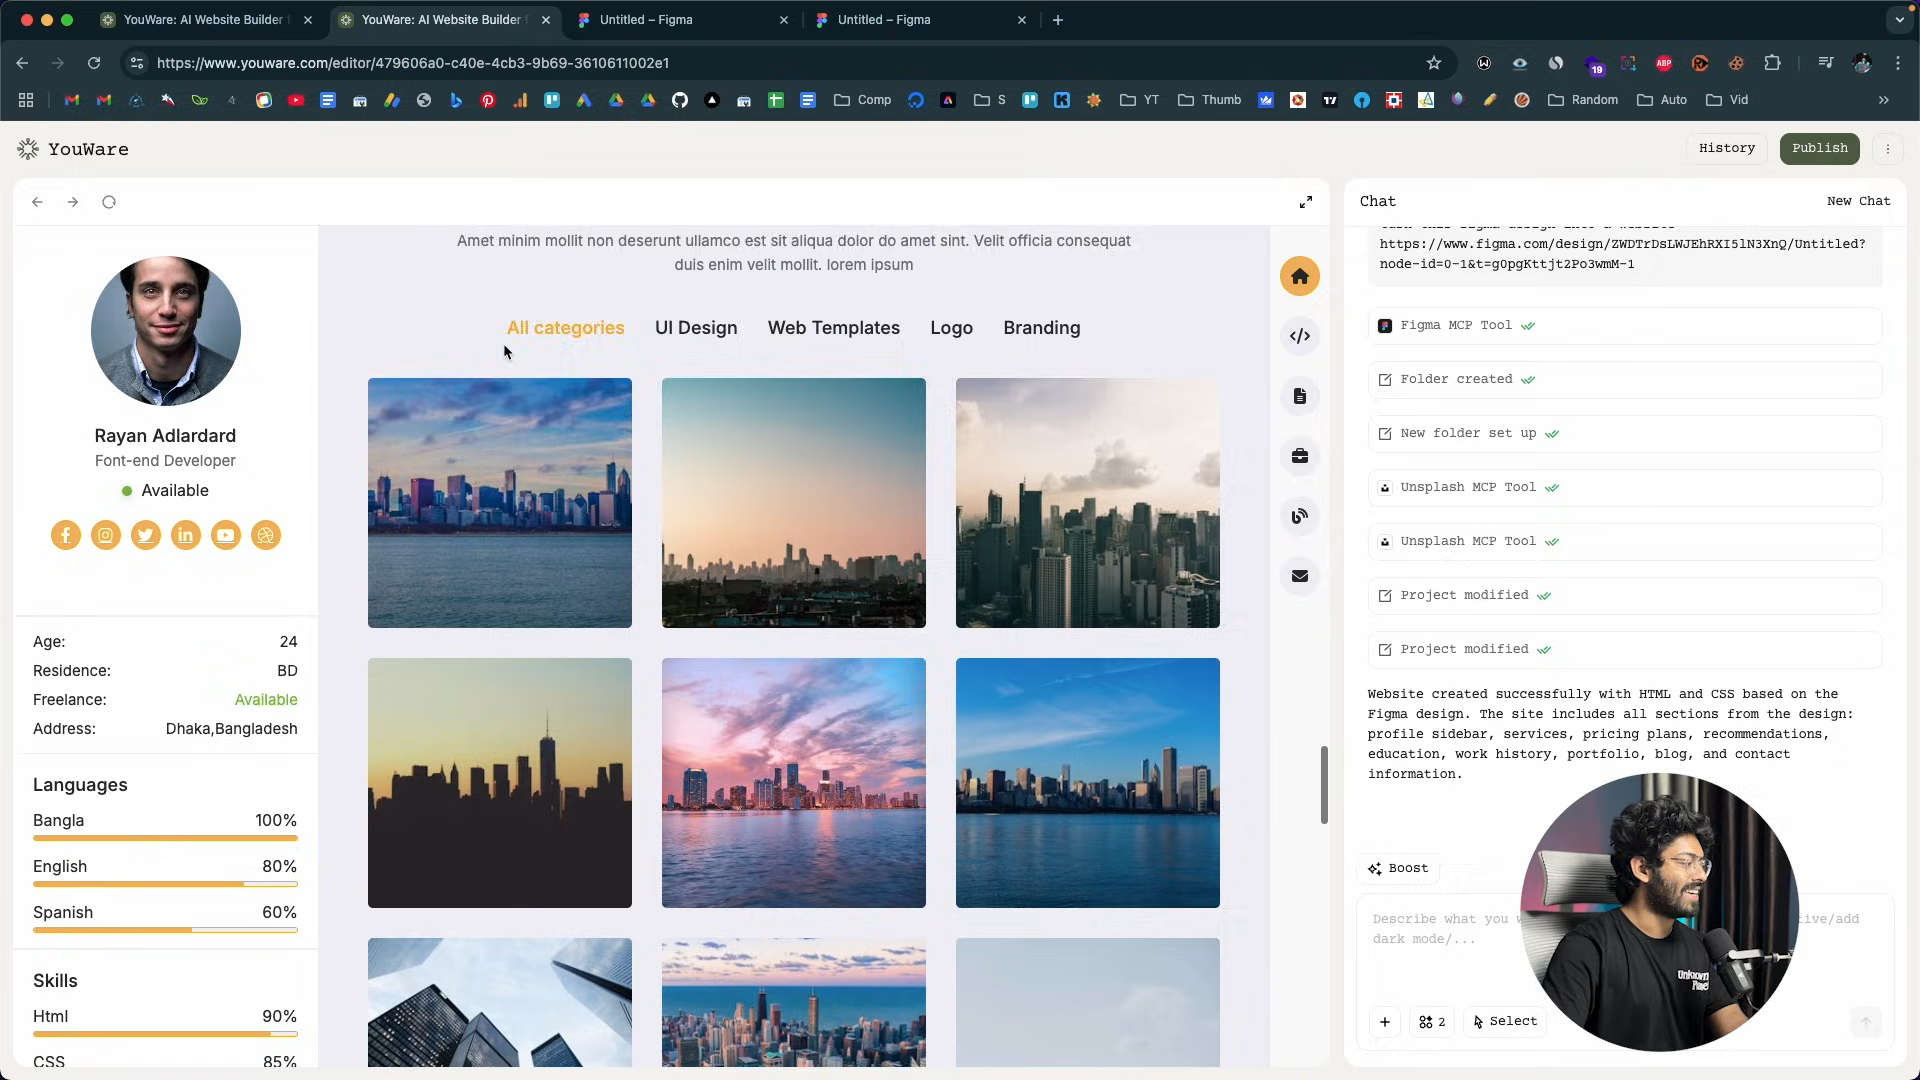 YouWare: AI Website Builder
YouWare: AI Website Builder
Untitled – Figma
Untitled – Figma
https://www.youware.com/editor/479606a0-c40e-4cb3-9b69-3610611002e1
19
ABP
Comp
S
YT
Thumb
Random
Auto
Vid
YouWare
History
Publish
Chat
New Chat
https://www.figma.com/design/ZWDTrDsLWJEhRXI5lN3XnQ/Untitled?
node-id=0-1&t=g0pgKttjt2Po3wmM-1
Figma MCP Tool
Folder created
New folder set up
Unsplash MCP Tool
Unsplash MCP Tool
Project modified
Project modified
Website created successfully with HTML and CSS based on the
Figma design. The site includes all sections from the design:
profile sidebar, services, pricing plans, recommendations,
education, work history, portfolio, blog, and contact
information.
Boost
Describe what you
dark mode/...
2
Select
Rayan Adlardard
Font-end Developer
Available
Age: 24
Residence: BD
Freelance: Available
Address: Dhaka,Bangladesh
Languages
Bangla 100%
English 80%
Spanish 60%
Skills
Html 90%
CSS 85%
Amet minim mollit non deserunt ullamco est sit aliqua dolor do amet sint. Velit officia consequat
duis enim velit mollit. lorem ipsum
All categories UI Design Web Templates Logo Branding